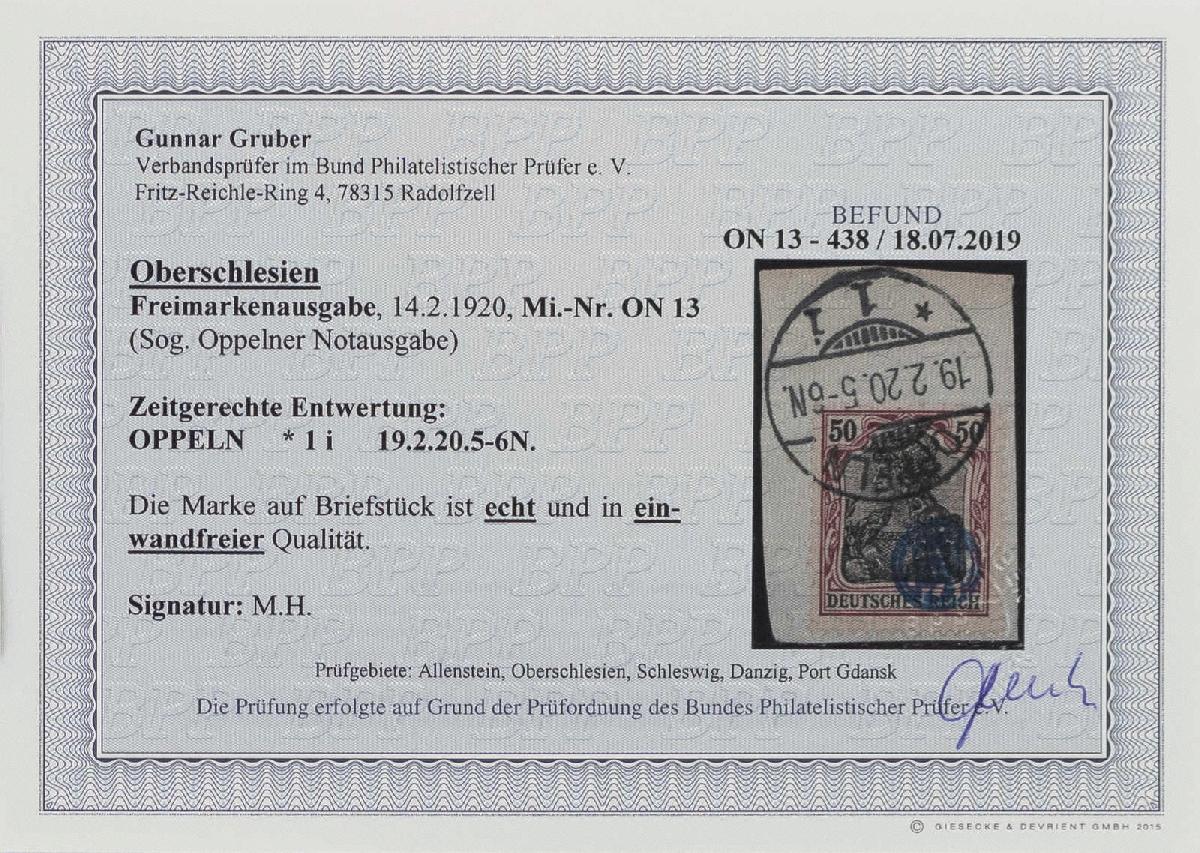 Gunnar Gruber
Verbandsprüfer im Bund Philatelistischer Prüfer e. V.
Fritz-Reichle-Ring 4, 78315 Radolfzell
BEFUND
ON 13 - 438 / 18.07.2019
Oberschlesien
Freimarkenausgabe, 14.2.1920, Mi.-Nr. ON 13
(Sog. Oppelner Notausgabe)
Zeitgerechte Entwertung:
OPPELN * 1 i 19.2.20.5-6N.
Die Marke auf Briefstück ist echt und in ein-
wandfreier Qualität.
Signatur: M.H.
* 1 i
19.2.20.5-6N.
OPPELN
50 50
DEUTSCHES REICH
Prüfgebiete: Allenstein, Oberschlesien, Schleswig, Danzig, Port Gdansk
Die Prüfung erfolgte auf Grund der Prüfordnung des Bundes Philatelistischer Prüfer e.V.
© GIESECKE & DEVRIENT GMBH 2015